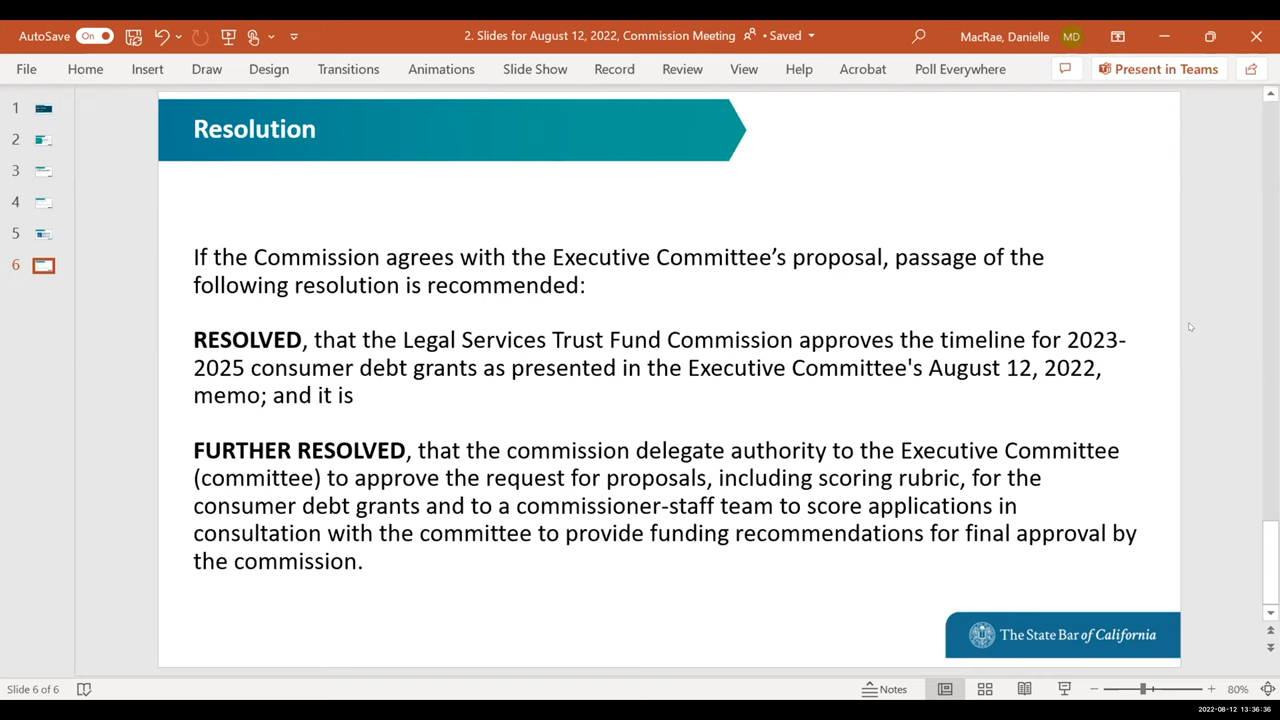 AutoSave On 2. Slides for August 12, 2022, Commission Meeting • Saved MacRae, Danielle MD
File Home Insert Draw Design Transitions Animations Slide Show Record Review View Help Acrobat Poll Everywhere Present in Teams
1
2
3
4
5
6
Resolution
If the Commission agrees with the Executive Committee’s proposal, passage of the
following resolution is recommended:
RESOLVED, that the Legal Services Trust Fund Commission approves the timeline for 2023-
2025 consumer debt grants as presented in the Executive Committee's August 12, 2022,
memo; and it is
FURTHER RESOLVED, that the commission delegate authority to the Executive Committee
(committee) to approve the request for proposals, including scoring rubric, for the
consumer debt grants and to a commissioner-staff team to score applications in
consultation with the committee to provide funding recommendations for final approval by
the commission.
The State Bar of California
Slide 6 of 6 Notes 80%
2022-08-12 13:36:36